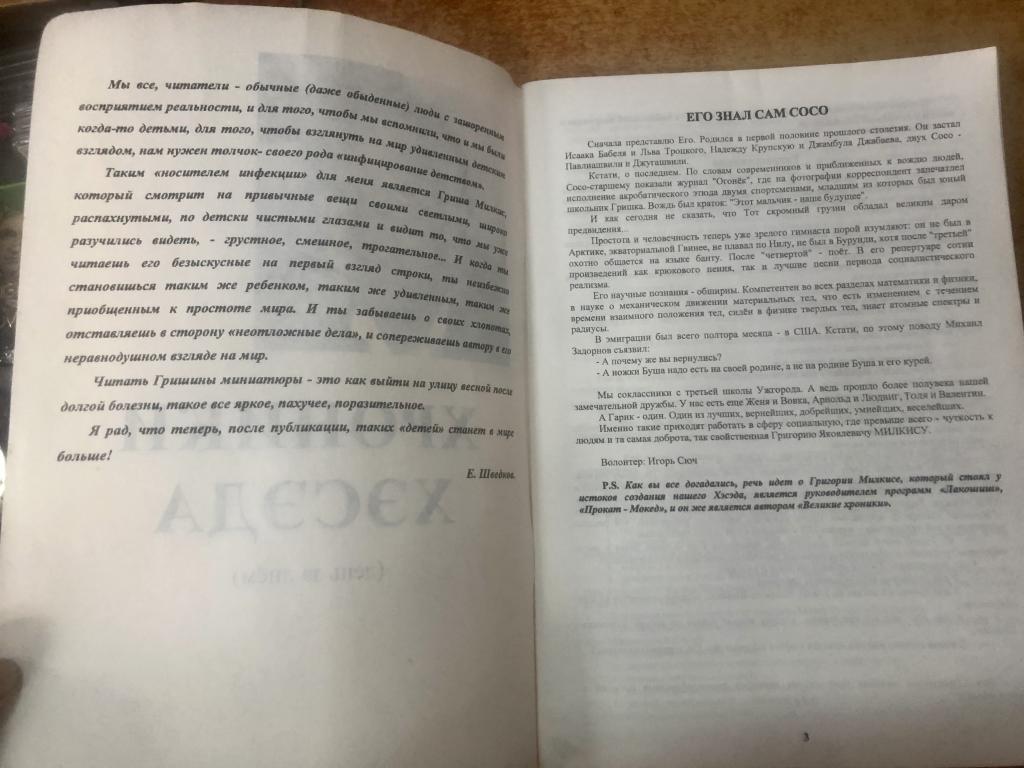 Мы все, читатели - обычные (даже обыденные) люди с зашоренным
восприятием реальности, и для того, чтобы мы вспомнили, что и мы были
когда-то детьми, для того, чтобы взглянуть на мир удивленным детским
взглядом, нам нужен толчок- своего рода «инфицирование детством».
Таким «носителем инфекции» для меня является Гриша Милкис,
который смотрит на привычные вещи своими светлыми, широко
распахнутыми, по детски чистыми глазами и видит то, что мы уже
разучились видеть, - грустное, смешное, трогательное... И когда ты
читаешь его безыскусные на первый взгляд строки, ты неизбежно
становишься таким же ребенком, таким же удивленным, таким же
приобщенным к простоте мира. И ты забываешь о своих хлопотах,
отставляешь в сторону «неотложные дела», и сопереживаешь автору в его
неравнодушном взгляде на мир.
Читать Гришины миниатюры - это как выйти на улицу весной после
долгой болезни, такое все яркое, пахучее, поразительное.
Я рад, что теперь, после публикации, таких «детей» станет в мире
больше!
Е. Шведков.
ХЭСЭДА
(день за днём)
ЕГО ЗНАЛ САМ СОСО
Сначала представлю Его. Родился в первой половине прошлого столетия. Он застал
Исаака Бабеля и Льва Троцкого, Надежду Крупскую и Джамбула Джабаева, двух Сосо -
Павлиашвили и Джугашвили.
Кстати, о последнем. По словам современников и приближенных к вождю людей,
Сосо-старшему показали журнал "Огонёк", где на фотографии корреспондент запечатлел
исполнение акробатического этюда двумя спортсменами, младшим из которых был юный
школьник Гришка. Вождь был краток: "Этот мальчик - наше будущее".
И как сегодня не сказать, что Тот скромный грузин обладал великим даром
предвидения...
Простота и человечность теперь уже зрелого гимнаста порой изумляют: он не был в
Арктике, экваториальной Гвинее, не плавал по Нилу, не был в Бурунди, хотя после "третьей"
охотно общается на языке банту. После "четвертой" - поёт. В его репертуаре сотни
произведений как крюкового пения, так и лучшие песни периода социалистического
реализма.
Его научные познания - обширны. Компетентен во всех разделах математики и физики,
в науке о механическом движении материальных тел, что есть изменением с течением
времени взаимного положения тел, силён в физике твердых тел, знает атомные спектры и
радиусы.
В эмиграции был всего полтора месяца - в США. Кстати, по этому поводу Михаил
Задорнов съязвил:
- А почему же вы вернулись?
- А ножки Буша надо есть на своей родине, а не на родине Буша и его курей.
Мы соклассники с третьей школы Ужгорода. А ведь прошло более полувека нашей
замечательной дружбы. У нас есть еще Женя и Вовка, Арнольд и Людвиг, Толя и Валентин.
А Гарик - один. Один из лучших, вернейших, добрейших, умнейших, веселейших.
Именно такие приходят работать в сферу социальную, где превыше всего - чуткость к
людям и та самая доброта, так свойственная Григорию Яковлевичу МИЛКИСУ.
Волонтер: Игорь Сюч
P.S. Как вы все догадались, речь идет о Григории Милкисе, который стоял у
истоков создания нашего Хэсэда, является руководителем программ «Лакошиш»,
«Прокат - Мокед», и он же является автором «Великие хроники».
3